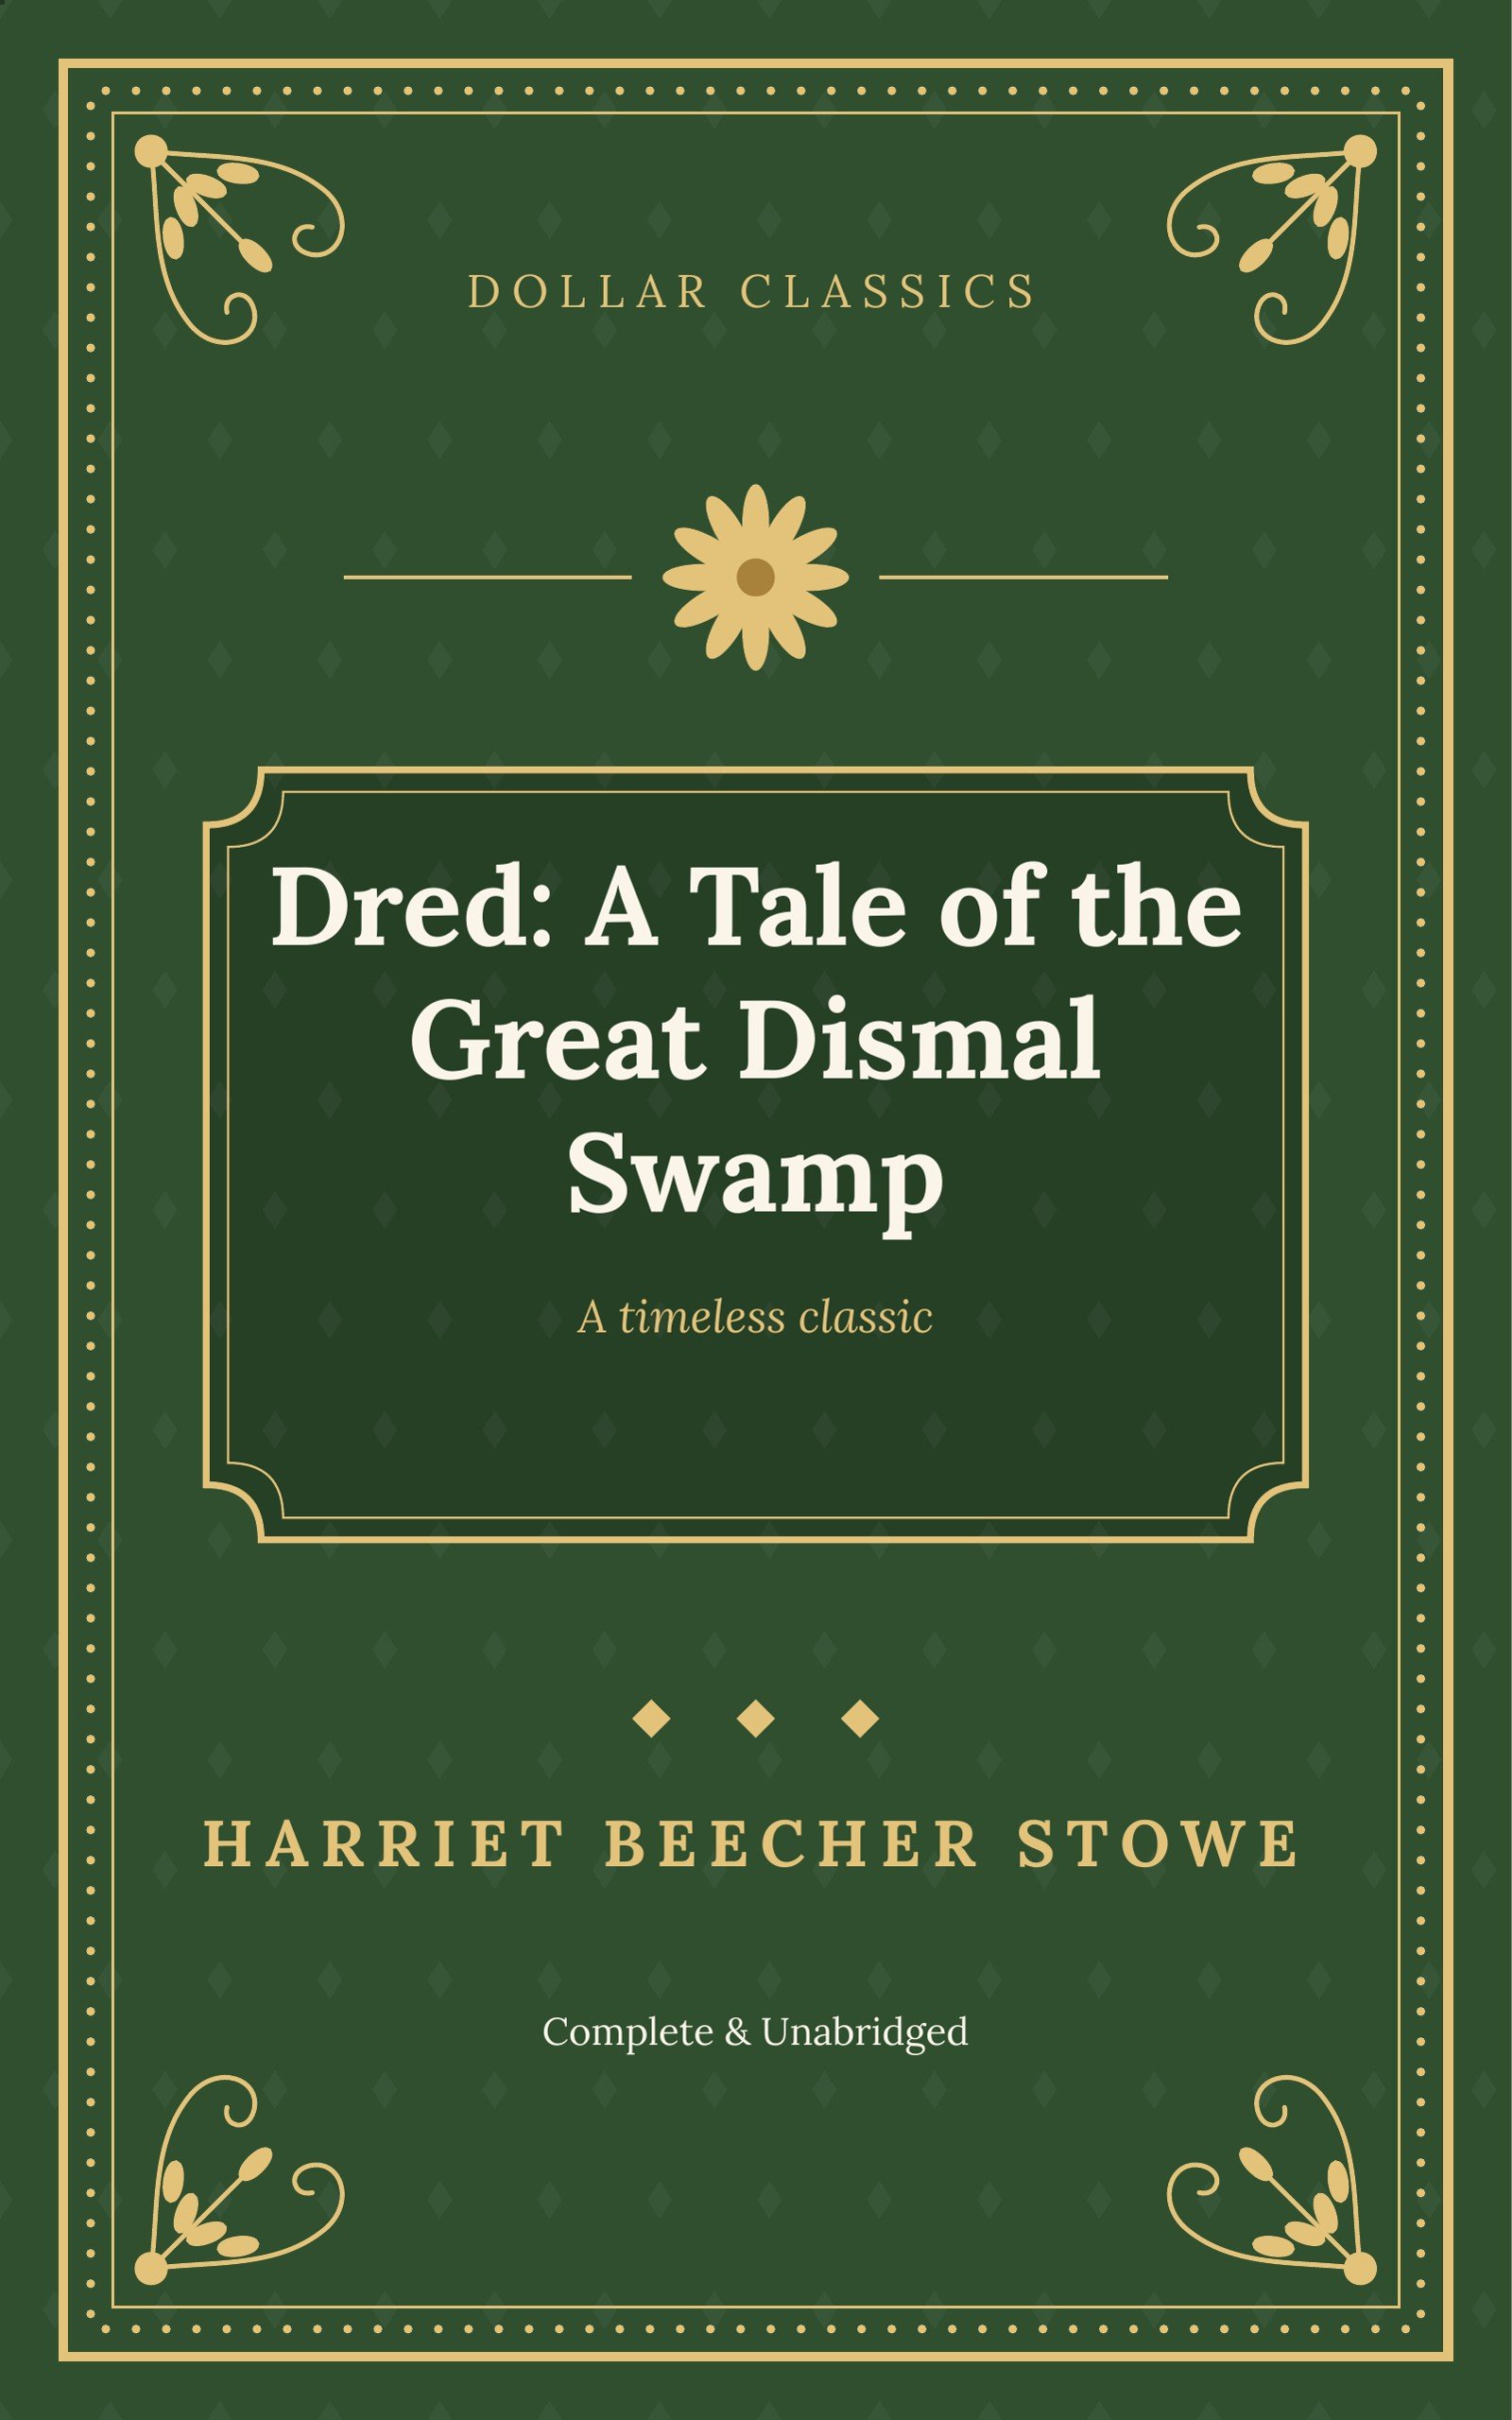 DOLLAR CLASSICS
Dred: A Tale of the
Great Dismal
Swamp
A timeless classic
HARRIET BEECHER STOWE
Complete & Unabridged